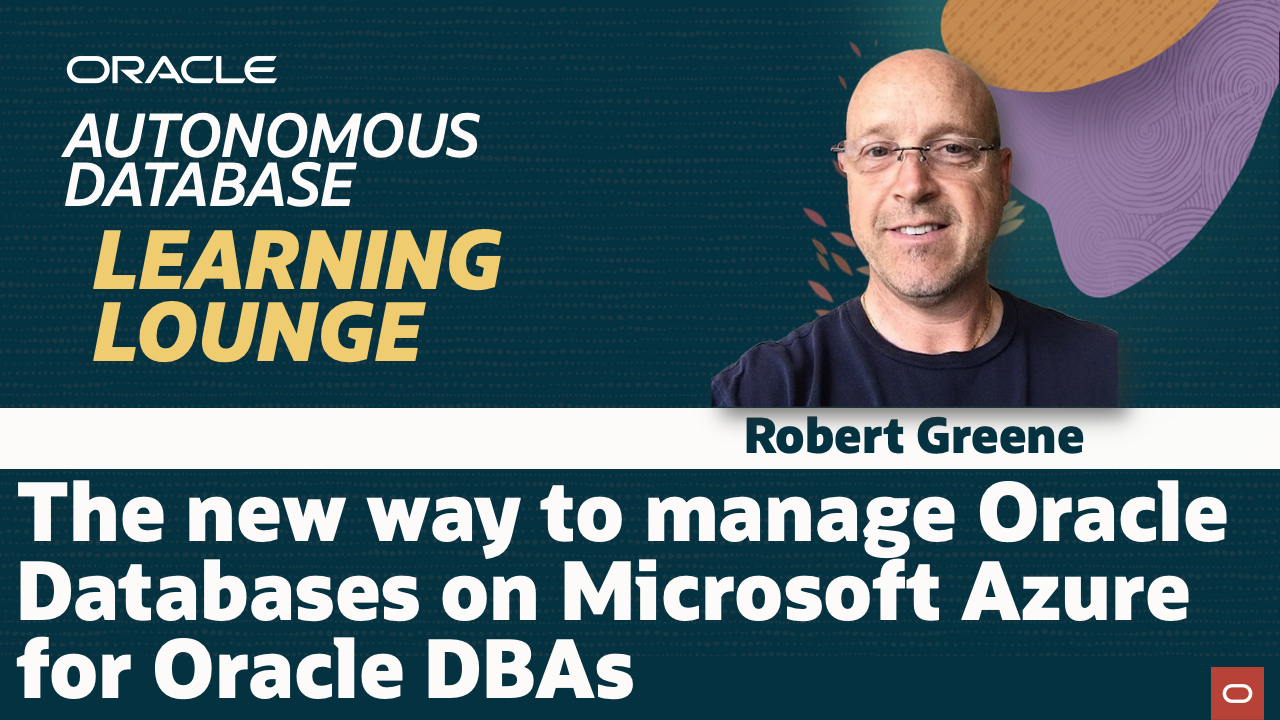 ORACLE
AUTONOMOUS
DATABASE
LEARNING
LOUNGE
Robert Greene
The new way to manage Oracle
Databases on Microsoft Azure
for Oracle DBAs